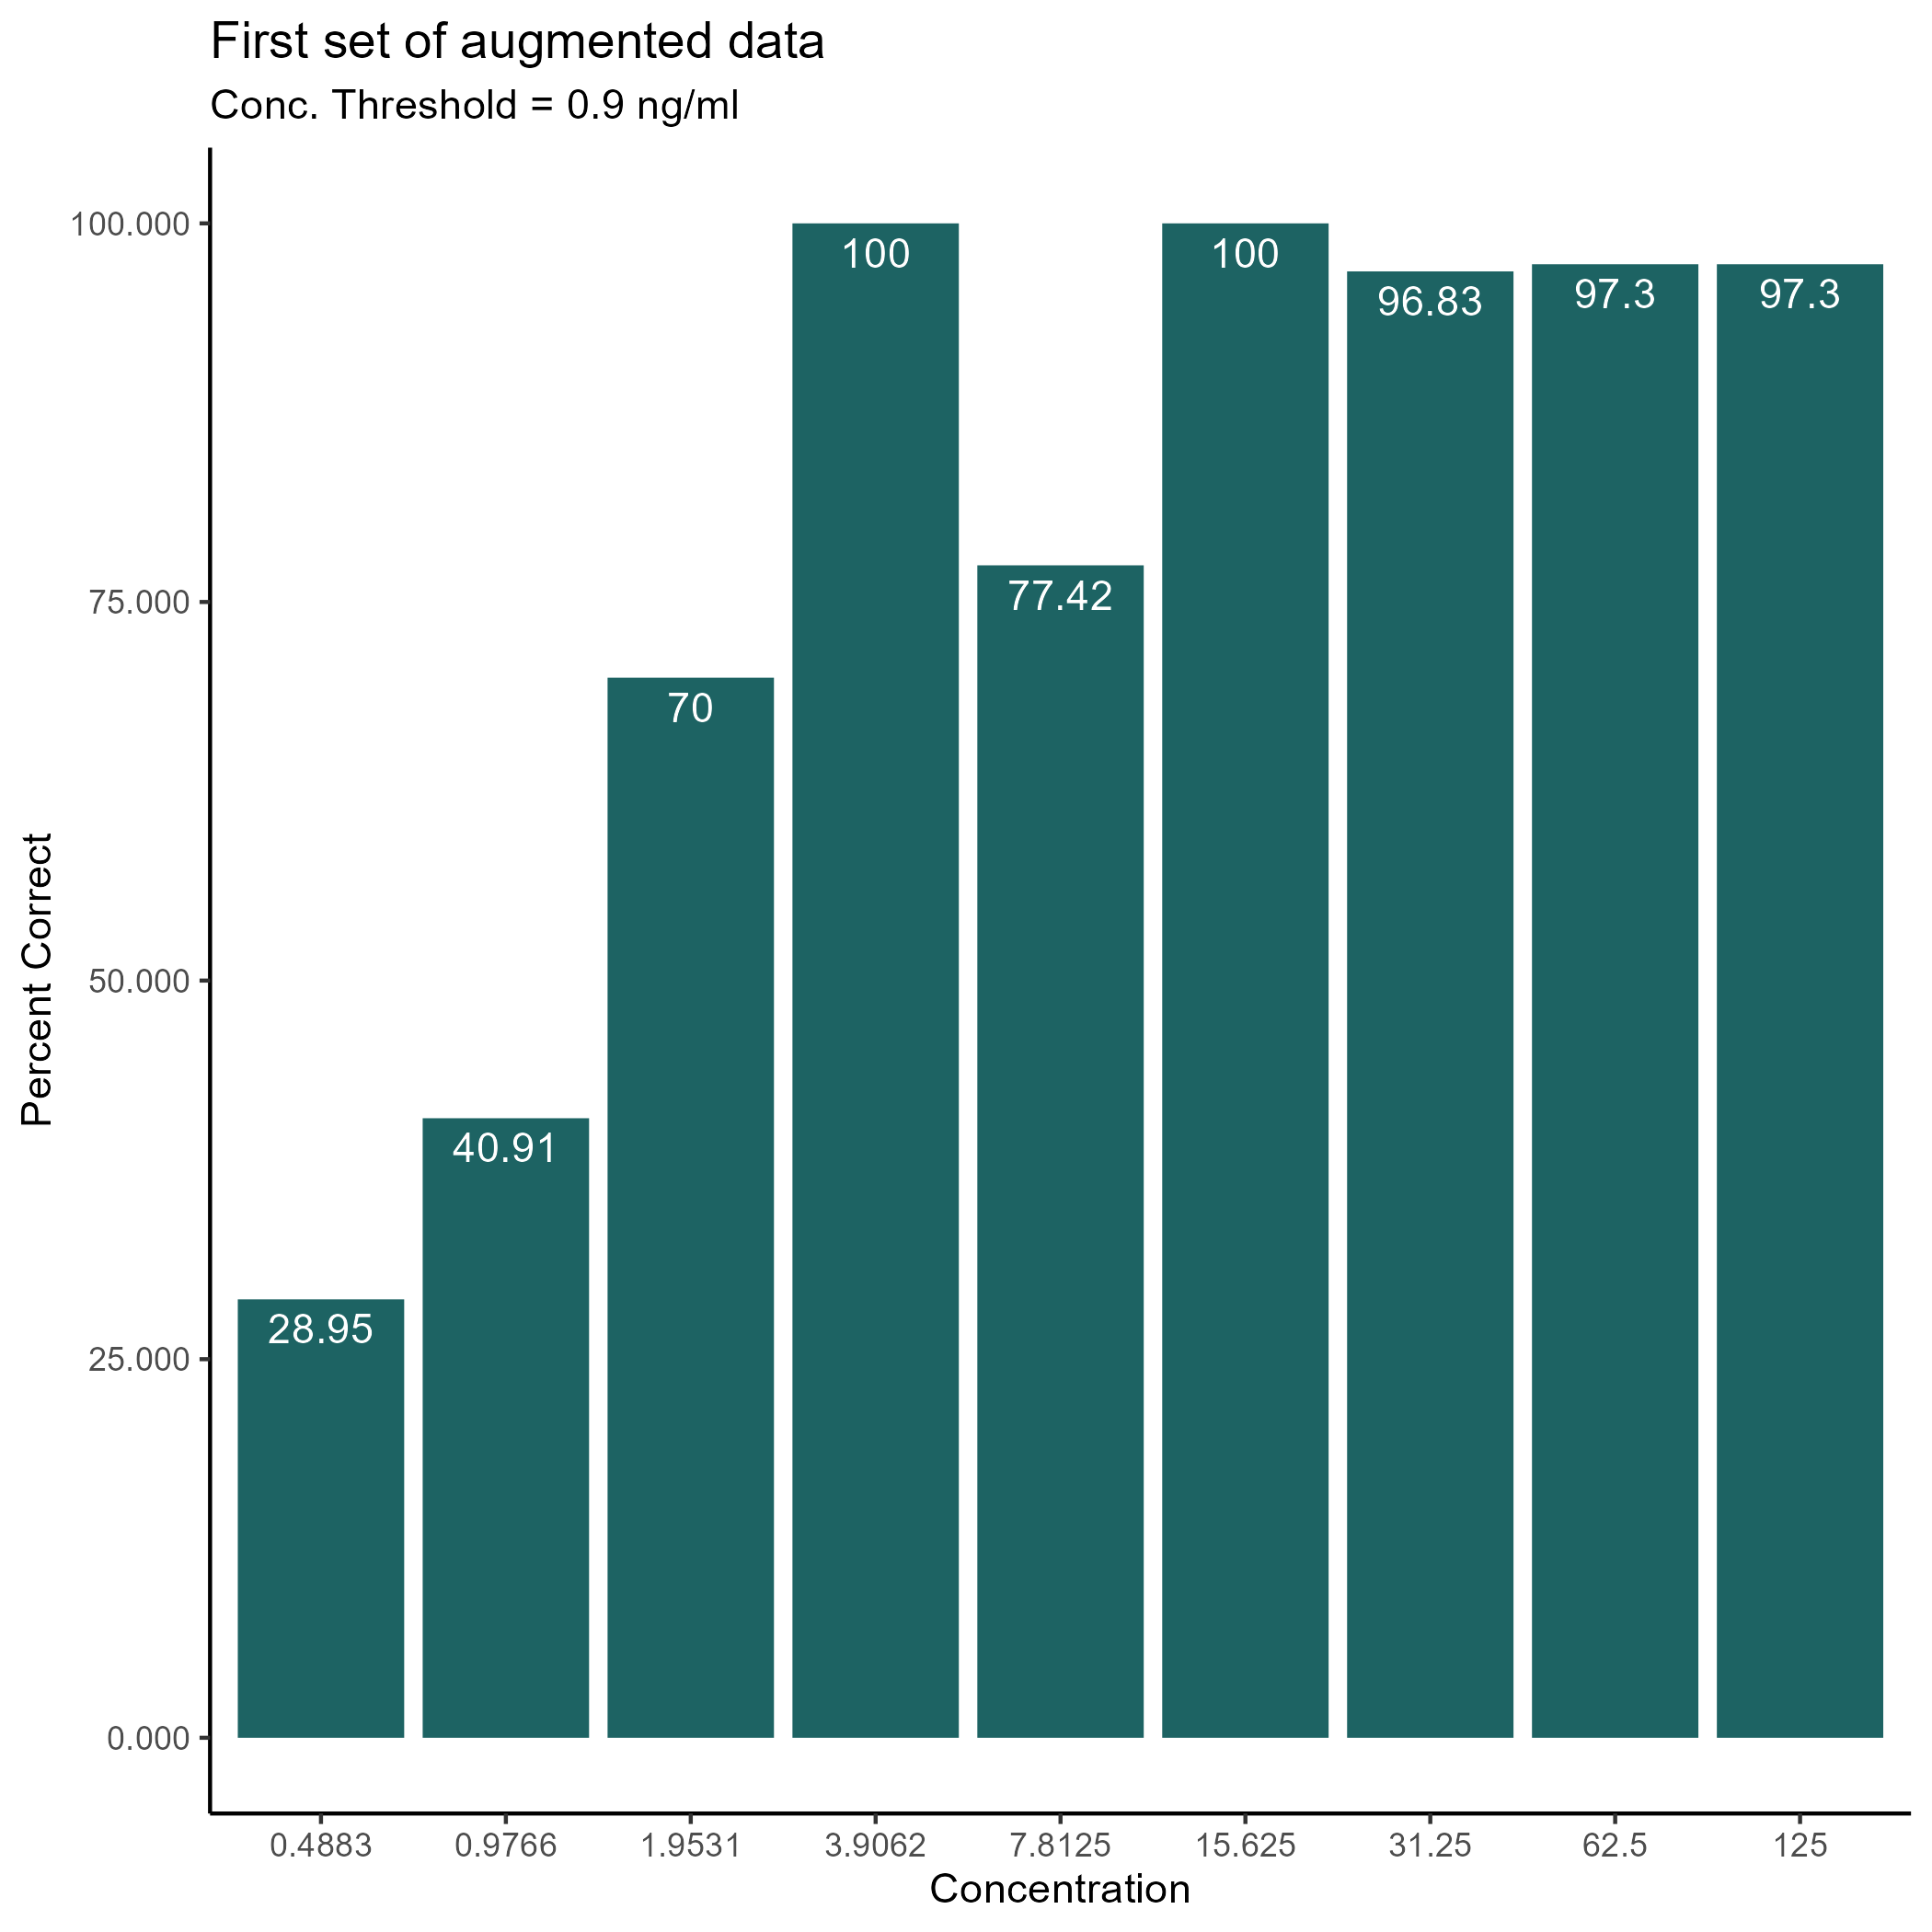 First set of augmented data
Conc. Threshold = 0.9 ng/ml
Percent Correct
100.000
75.000
50.000
25.000
0.000
28.95
40.91
70
100
77.42
100
96.83
97.3
97.3
0.4883 0.9766 1.9531 3.9062 7.8125 15.625 31.25 62.5 125
Concentration